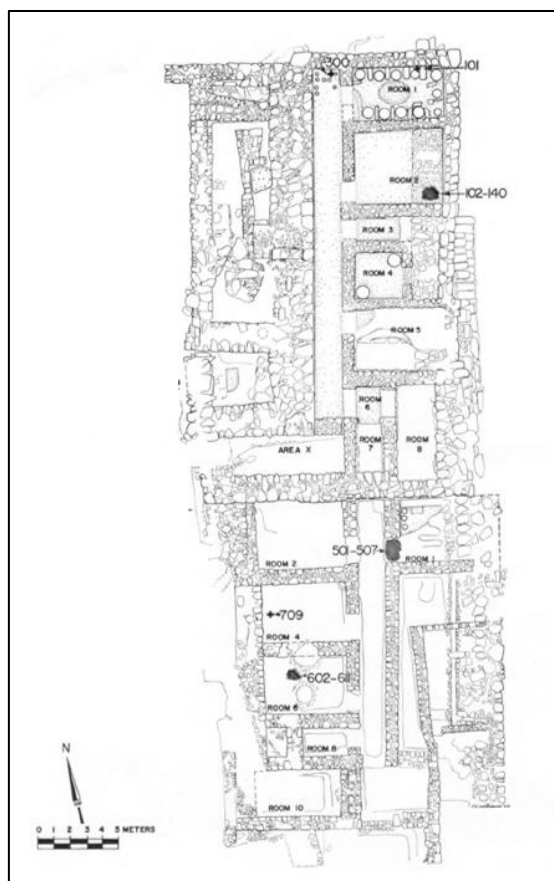 300
101
ROOM 1
ROOM 2
102-140
ROOM 3
ROOM 4
ROOM 5
ROOM 6
ROOM 7
ROOM 8
AREA X
501-507
ROOM 1
ROOM 2
709
ROOM 4
602-611
ROOM 6
ROOM 8
ROOM 10
N
0 1 2 3 4 5 METERS